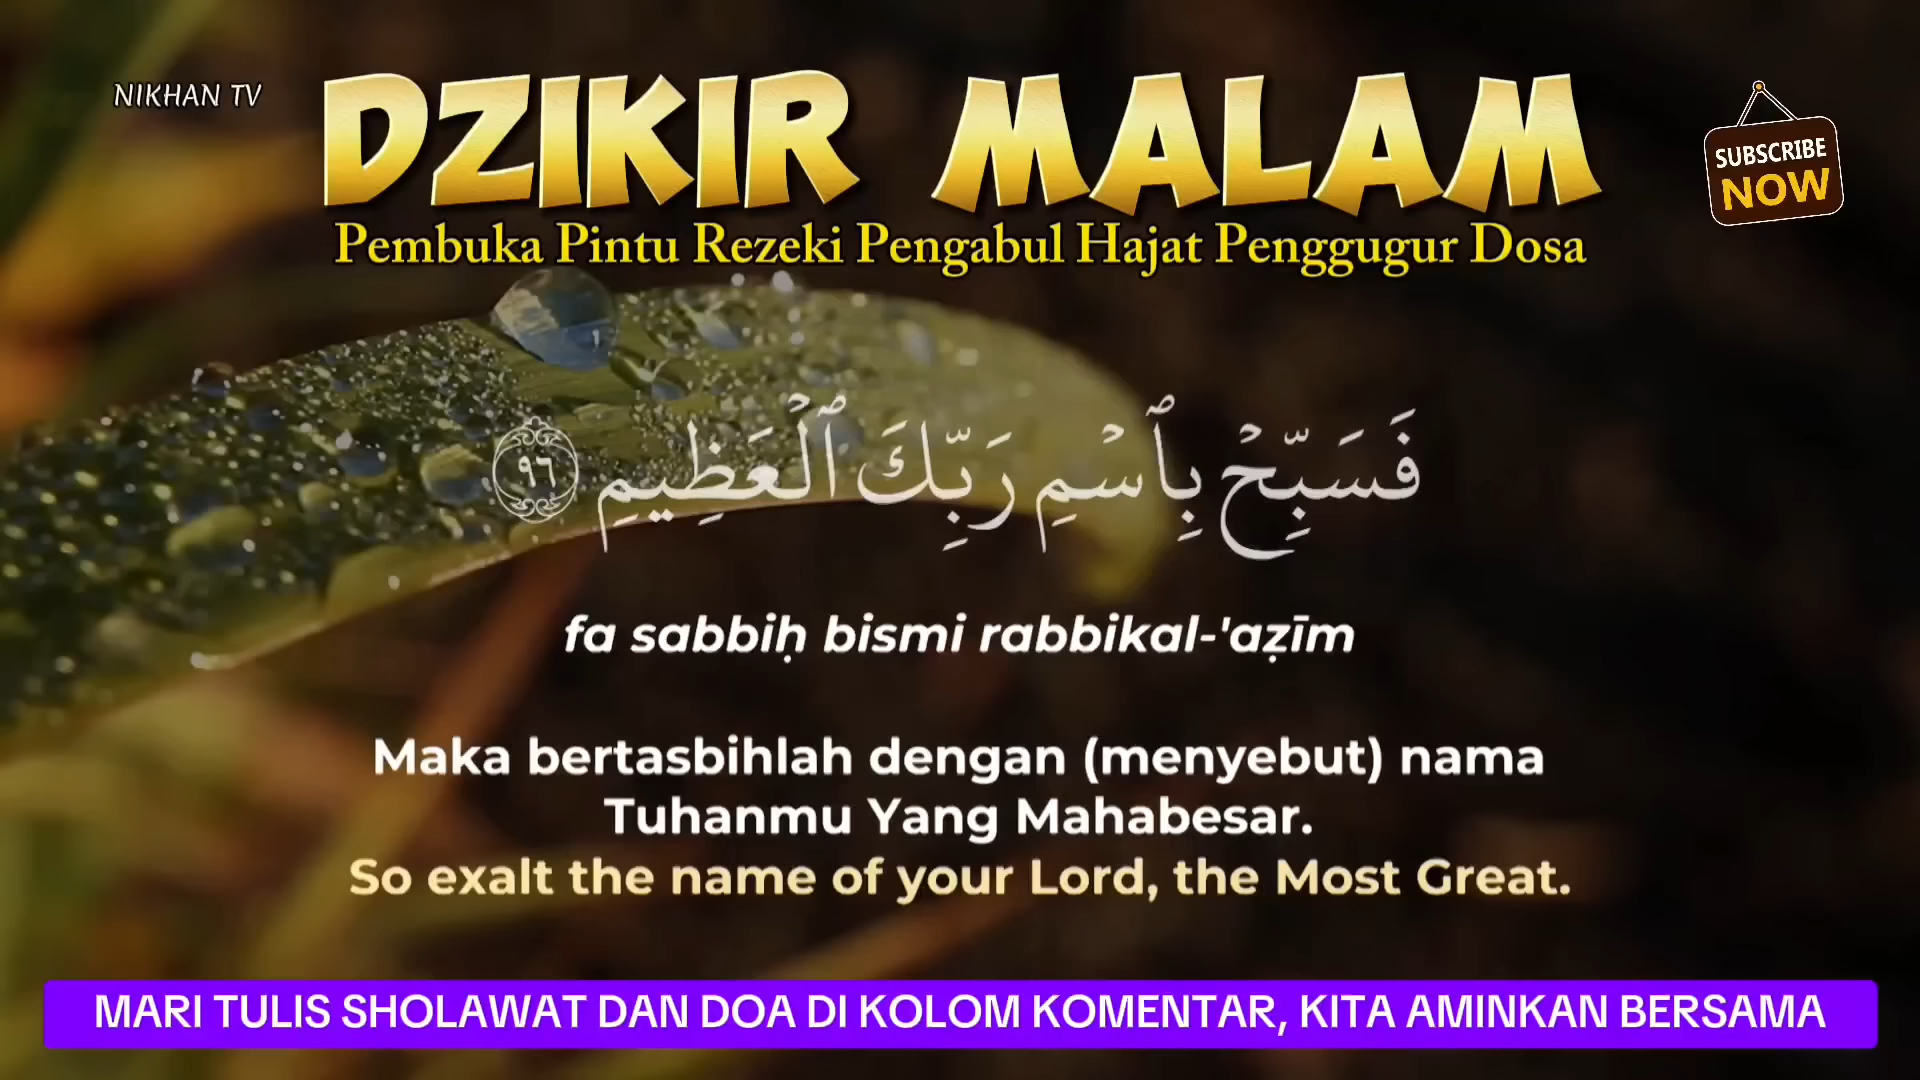 NIKHAN TV
DZIKIR MALAM
SUBSCRIBE
NOW
Pembuka Pintu Rezeki Pengabul Hajat Penggugur Dosa
فَسَبِّحْ بِٱسْمِ رَبِّكَ ٱلْعَظِيمِ ٩٦
fa sabbiḥ bismi rabbikal-'aẓīm
Maka bertasbihlah dengan (menyebut) nama
Tuhanmu Yang Mahabesar.
So exalt the name of your Lord, the Most Great.
MARI TULIS SHOLAWAT DAN DOA DI KOLOM KOMENTAR, KITA AMINKAN BERSAMA